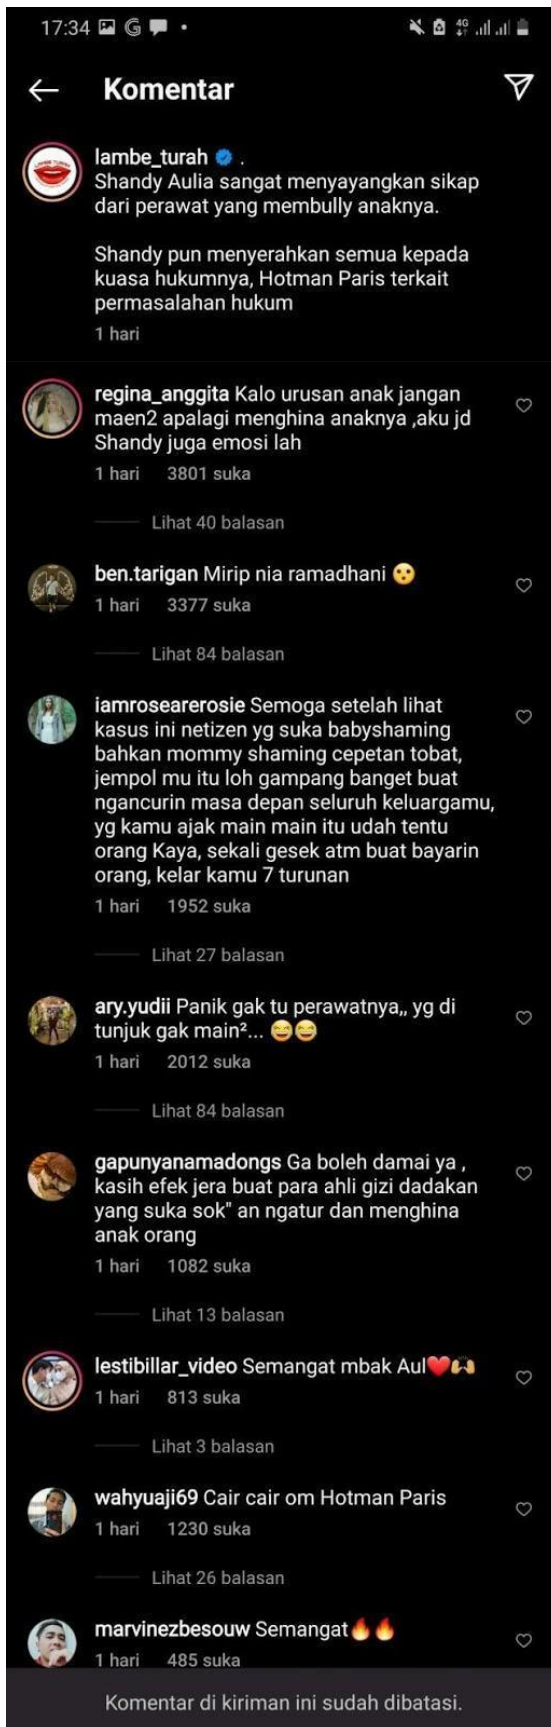 17:34
4G
Komentar
LAMBE TURAH
lambe_turah .
Shandy Aulia sangat menyayangkan sikap
dari perawat yang membully anaknya.
Shandy pun menyerahkan semua kepada
kuasa hukumnya, Hotman Paris terkait
permasalahan hukum
1 hari
regina_anggita Kalo urusan anak jangan
maen2 apalagi menghina anaknya ,aku jd
Shandy juga emosi lah
1 hari 3801 suka
Lihat 40 balasan
ben.tarigan Mirip nia ramadhani 😮
1 hari 3377 suka
Lihat 84 balasan
iamrosearerosie Semoga setelah lihat
kasus ini netizen yg suka babyshaming
bahkan mommy shaming cepetan tobat,
jempol mu itu loh gampang banget buat
ngancurin masa depan seluruh keluargamu,
yg kamu ajak main main itu udah tentu
orang Kaya, sekali gesek atm buat bayarin
orang, kelar kamu 7 turunan
1 hari 1952 suka
Lihat 27 balasan
ary.yudii Panik gak tu perawatnya,, yg di
tunjuk gak main²... 😆😂
1 hari 2012 suka
Lihat 84 balasan
gapunyanamadongs Ga boleh damai ya ,
kasih efek jera buat para ahli gizi dadakan
yang suka sok" an ngatur dan menghina
anak orang
1 hari 1082 suka
Lihat 13 balasan
lestibillar_video Semangat mbak Aul❤️🙌🏼
1 hari 813 suka
Lihat 3 balasan
wahyuaji69 Cair cair om Hotman Paris
1 hari 1230 suka
Lihat 26 balasan
marvinezbesouw Semangat🔥🔥
1 hari 485 suka
Komentar di kiriman ini sudah dibatasi.